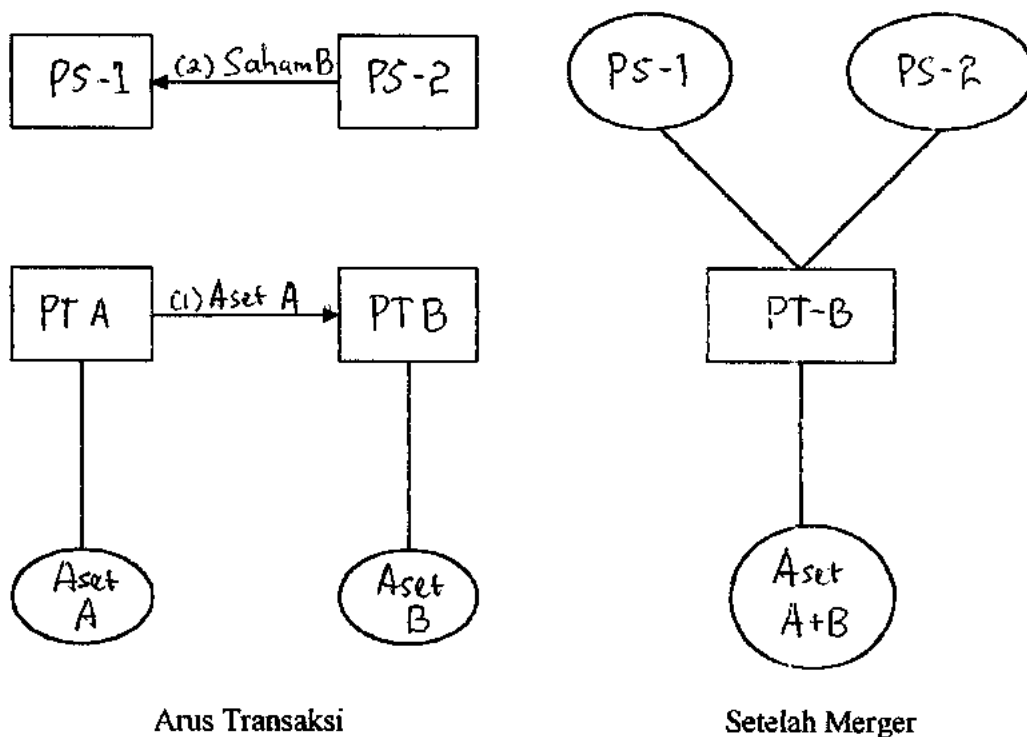 PS-1
(2) Saham B
PS-2
PT A
(1) Aset A
PT B
Aset
A
Aset
B
Arus Transaksi
PS-1
PS-2
PT-B
Aset
A+B
Setelah Merger